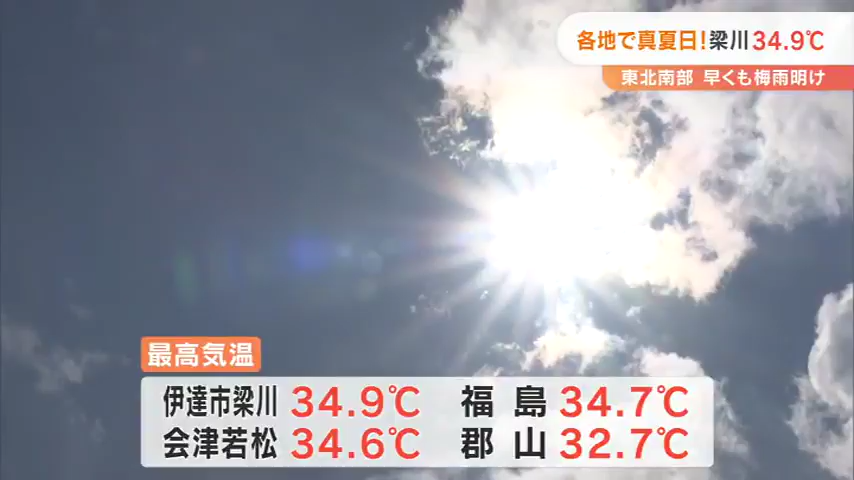 各地で真夏日!梁川34.9℃
東北南部 早くも梅雨明け
最高気温
伊達市梁川 34.9℃ 福島 34.7℃
会津若松 34.6℃ 郡山 32.7℃